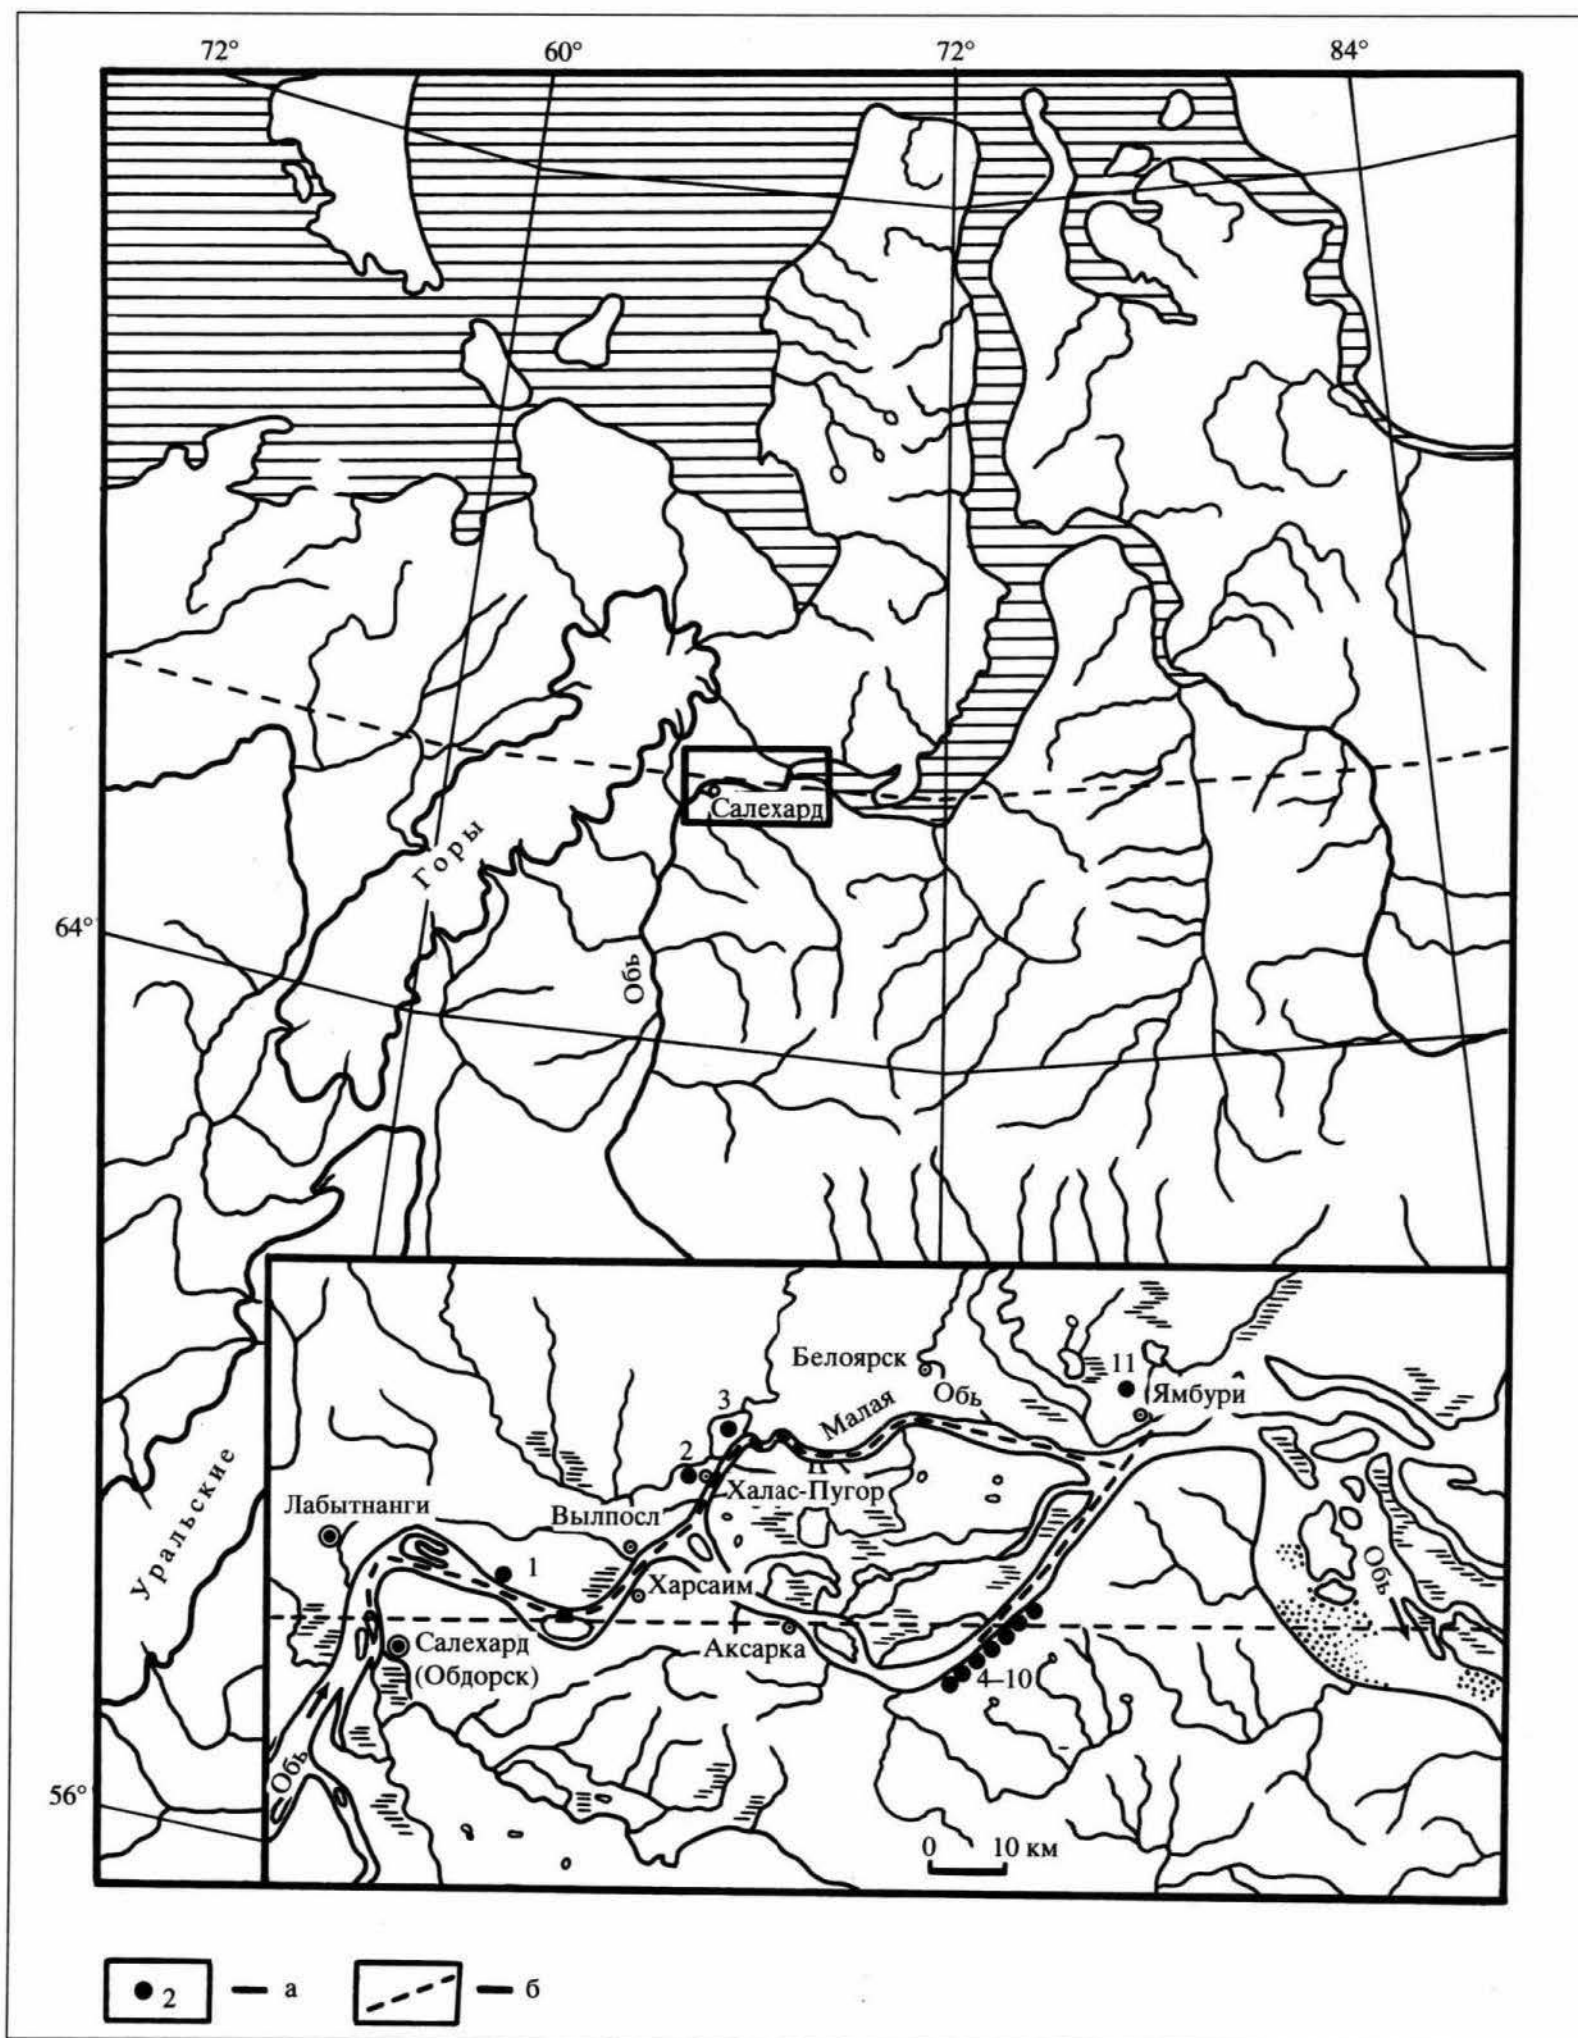 72° 60° 72° 84°
Салехард
Горы
64°
Обь
Белоярск
11
Обь
Ямбури
3
Малая
2
Халас-Пугор
Лабытнанги
Вылпосл
Уральские
1
Обь
Харсаим
Салехард
(Обдорск)
Аксарка
4–10
Обь
56°
0 10 км
2 — а — б